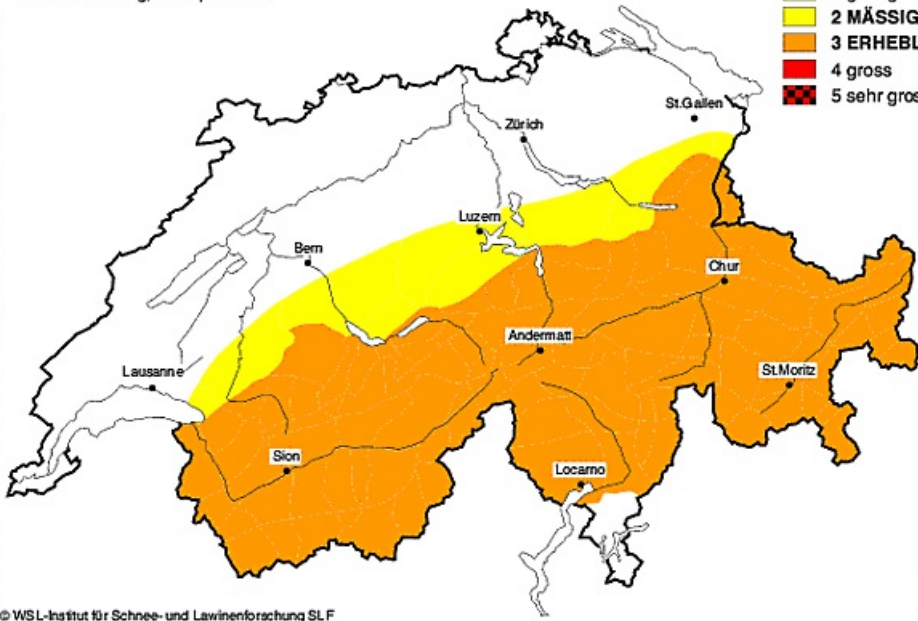 2 MÄSSIG
3 ERHEBL
4 gross
5 sehr gros
St.Gallen
Zürich
Luzern
Bern
Chur
Andermatt
Lausanne
St.Moritz
Sion
Locarno
© WSL-Institut für Schnee- und Lawinenforschung SLF